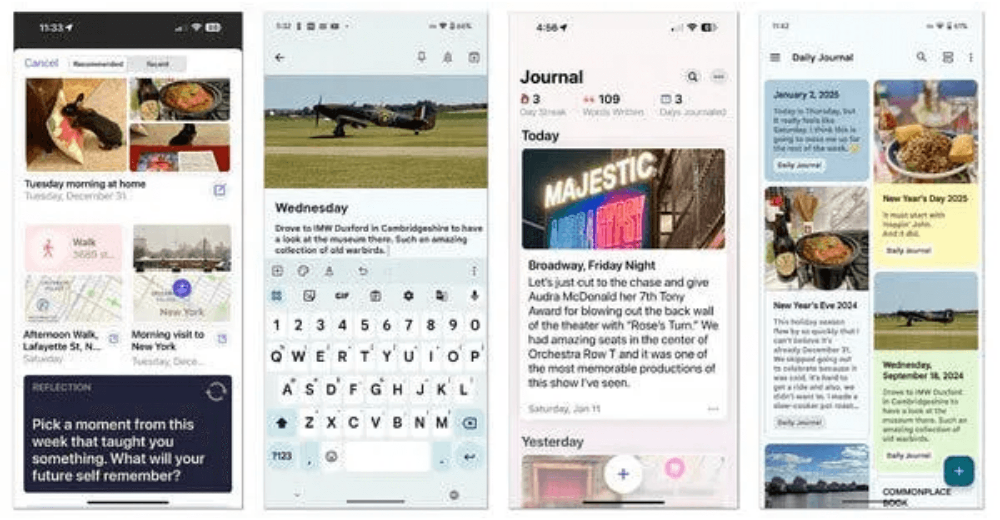 11:33
Cancel
Recommended
Recent
Tuesday morning at home
Tuesday, December 31
Walk
3689 st...
New York
Afternoon Walk,
Lafayette St, N...
Saturday
Morning visit to
New York
Tuesday, Dece...
REFLECTION
Pick a moment from this
week that taught you
something. What will your
future self remember?
Wednesday
Drove to IMW Duxford in Cambridgeshire to have
a look at the museum there. Such an amazing
collection of old warbirds.
GIF
1 2 3 4 5 6 7 8 9 0
Q W E R T Y U I O P
A S D F G H J K L
Z X C V B N M
?123 , .
4:56
Journal
3
Day Streak
109
Words Written
3
Days Journaled
Today
MAJESTIC
Broadway, Friday Night
Let's just cut to the chase and give
Audra McDonald her 7th Tony
Award for blowing out the back wall
of the theater with "Rose's Turn." We
had amazing seats in the center of
Orchestra Row T and it was one of
the most memorable productions of
this show I've seen.
Saturday, Jan 11
Yesterday
11:42
Daily Journal
January 2, 2025
Today is Thursday, but
it really feels like
Saturday. I think this is
going to mess me up for
the rest of the week.
Daily Journal
New Year's Day 2025
It must start with
Hoppin' John.
And it did.
Daily Journal
New Year's Eve 2024
This holiday season
flew by so quickly that I
can't believe it's
already December 31.
We skipped going out
to celebrate because it
was cold, it's hard to
get a ride and also, we
didn't want to. I made a
slow-cooker pot roast...
Daily Journal
Wednesday,
September 18, 2024
Drove to IMW Duxford
in Cambridgeshire to
have a look at the
museum there. Such an
amazing collection of
old warbirds.
Daily Journal
COMMONPLACE
BOOK